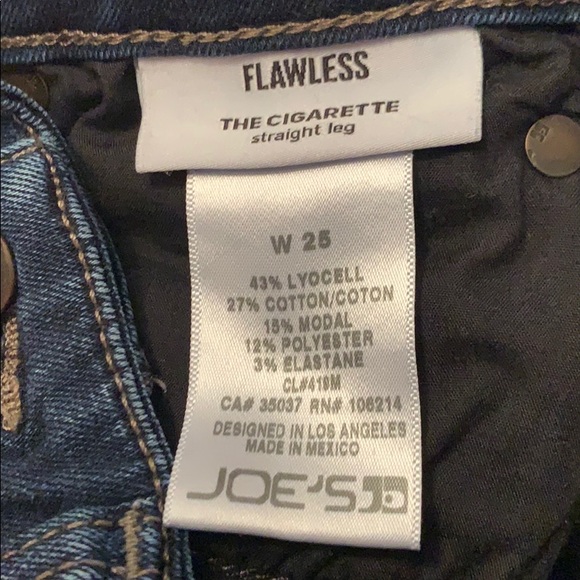 FLAWLESS
THE CIGARETTE
straight leg
W 25
43% LYOCELL
27% COTTON/COTON
15% MODAL
12% POLYESTER
3% ELASTANE
CL#418M
CA# 35037 RN# 106214
DESIGNED IN LOS ANGELES
MADE IN MEXICO
JOE'S